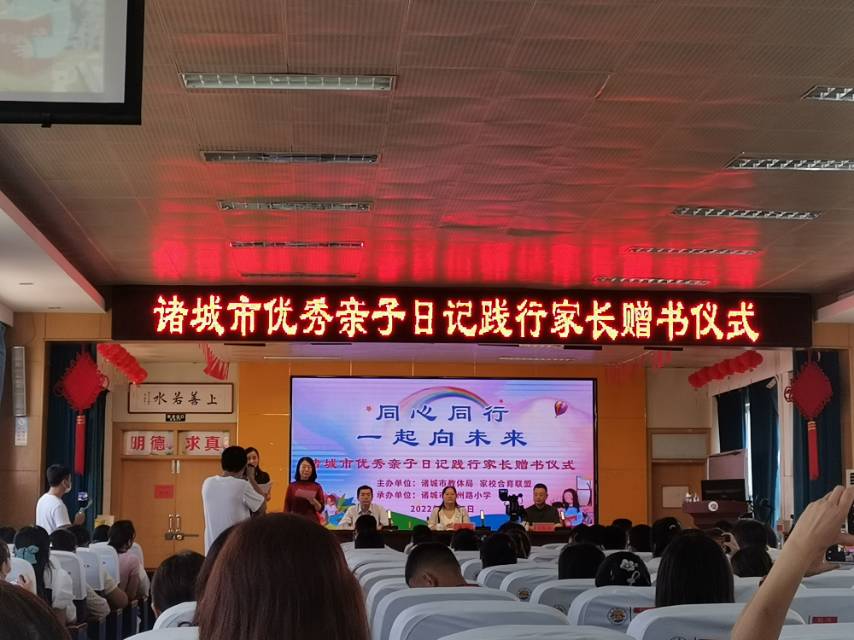 诸城市优秀亲子日记践行家长赠书仪式
上善若水
明德 求真
同心同行
一起向未来
诸城市优秀亲子日记践行家长赠书仪式
主办单位：诸城市教体局 家校合育联盟
承办单位：诸城市 州路小学
2022